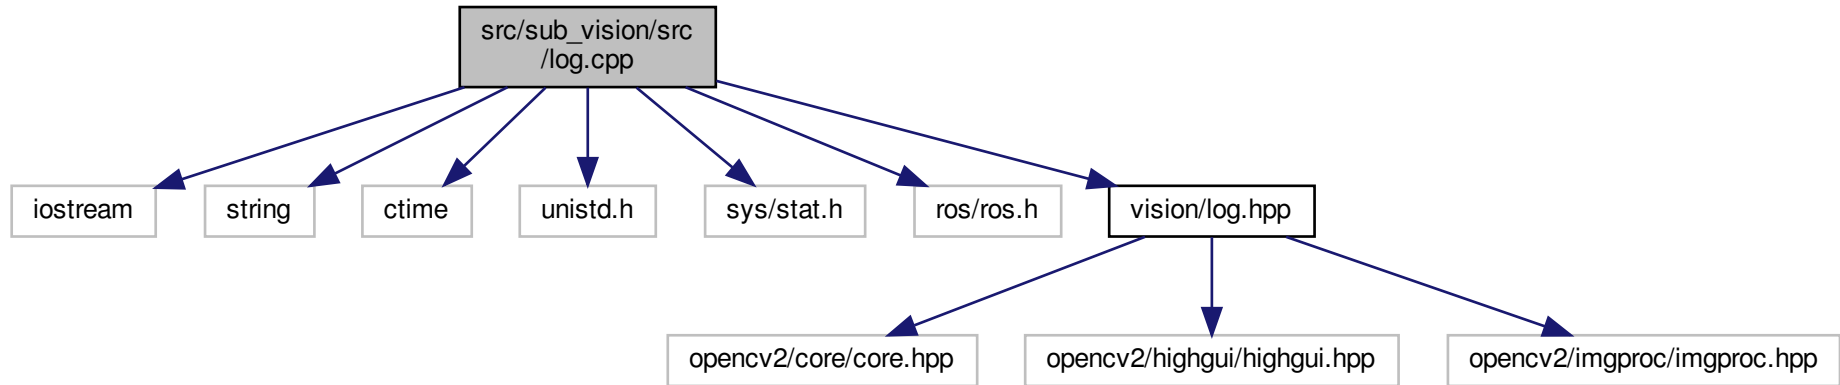 src/sub_vision/src
/log.cpp
iostream
string
ctime
unistd.h
sys/stat.h
ros/ros.h
vision/log.hpp
opencv2/core/core.hpp
opencv2/highgui/highgui.hpp
opencv2/imgproc/imgproc.hpp